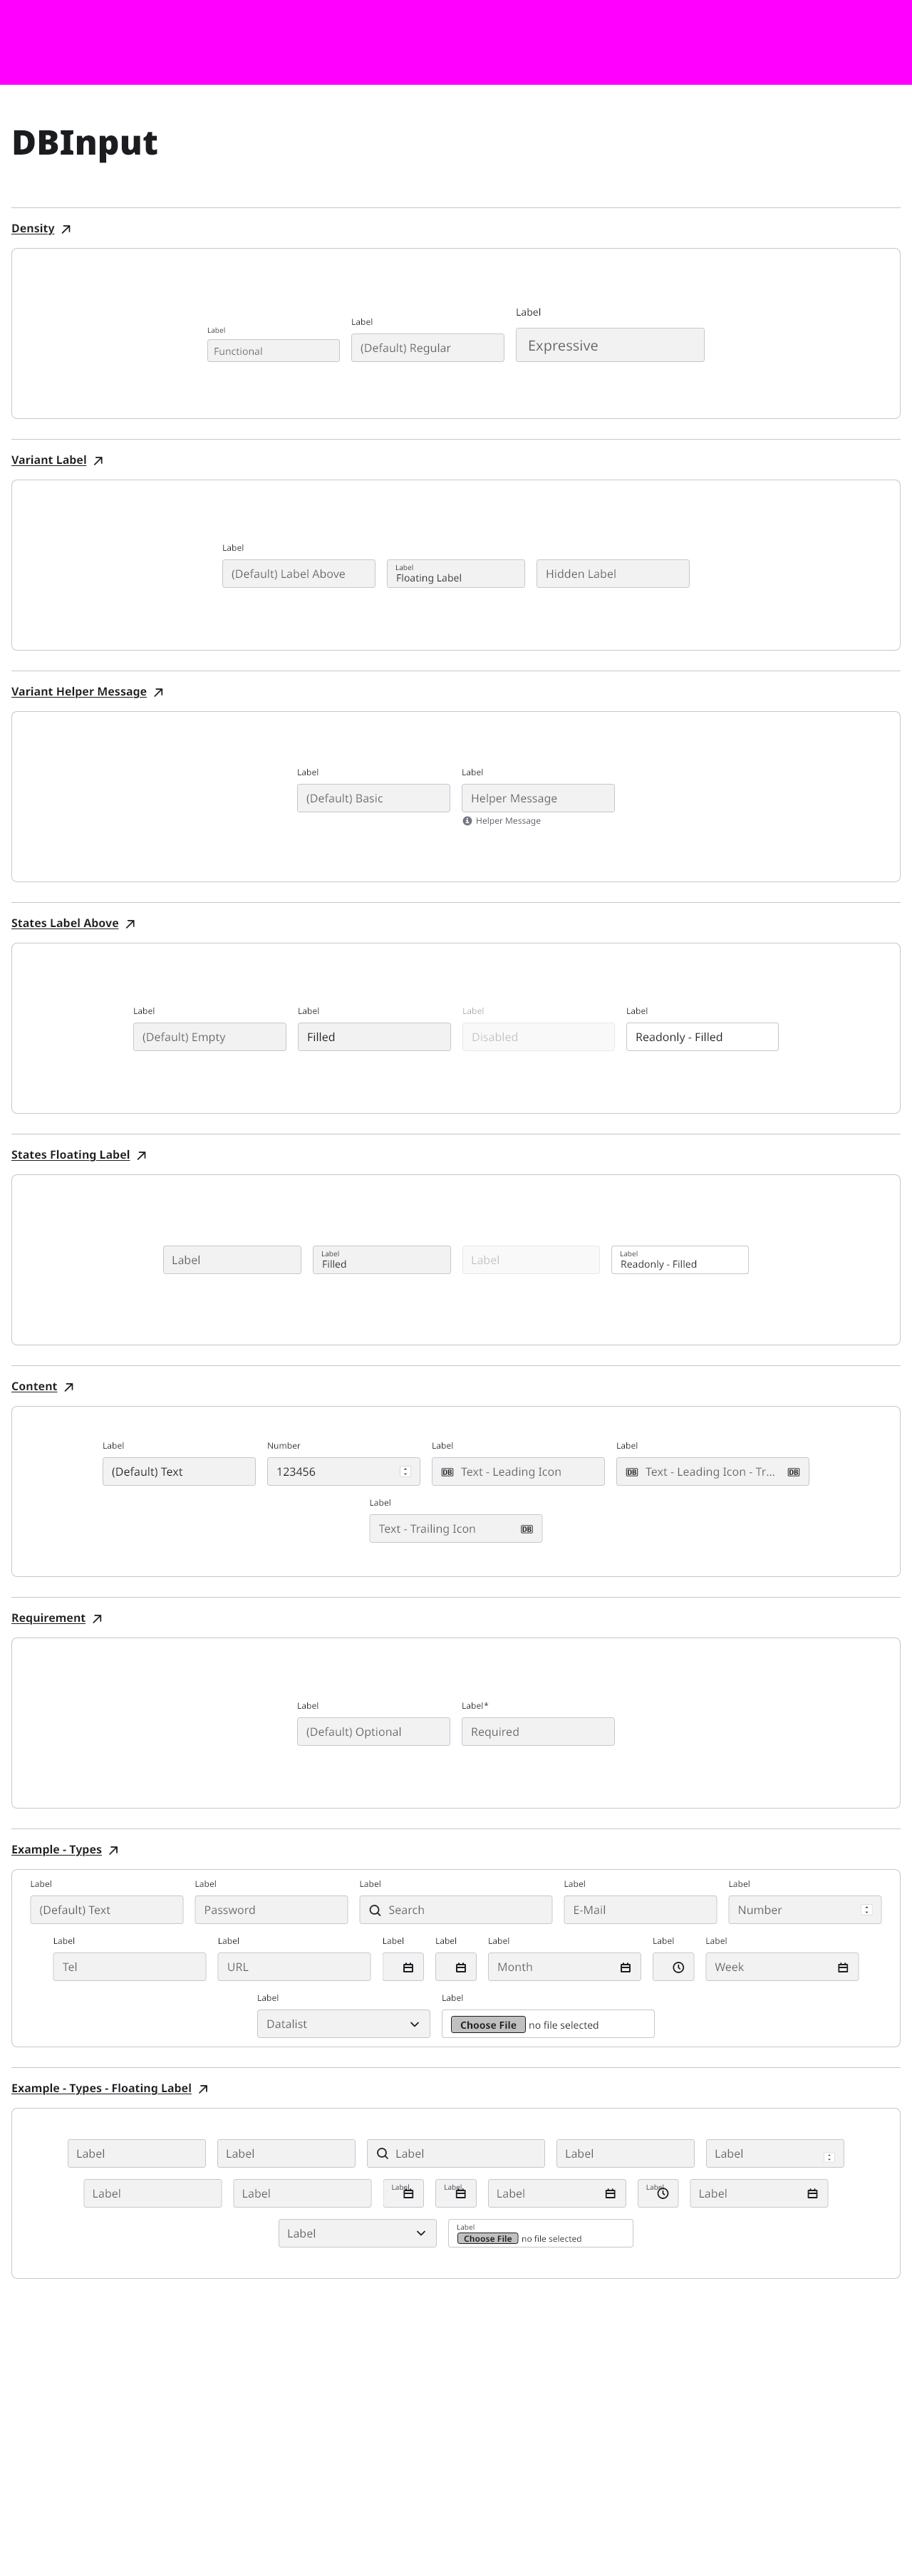 DBInput
Density
Label
Label
Label
Functional
(Default) Regular
Expressive
Variant Label
Label
(Default) Label Above
Label
Floating Label
Hidden Label
Variant Helper Message
Label
Label
(Default) Basic
Helper Message
Helper Message
States Label Above
Label
Label
Label
Label
(Default) Empty
Filled
Disabled
Readonly - Filled
States Floating Label
Label
Label
Filled
Label
Label
Readonly - Filled
Content
Label
Number
Label
Label
(Default) Text
123456
DB Text - Leading Icon
DB Text - Leading Icon - Tr... DB
Label
Text - Trailing Icon DB
Requirement
Label
Label*
(Default) Optional
Required
Example - Types
Label
Label
Label
Label
Label
(Default) Text
Password
Search
E-Mail
Number
Label
Label
Label
Label
Label
Label
Label
Tel
URL
Month
Week
Label
Label
Datalist
Choose File no file selected
Example - Types - Floating Label
Label
Label
Label
Label
Label
Label
Label
Label
Label
Label
Label
Label
Label
Label
Choose File no file selected